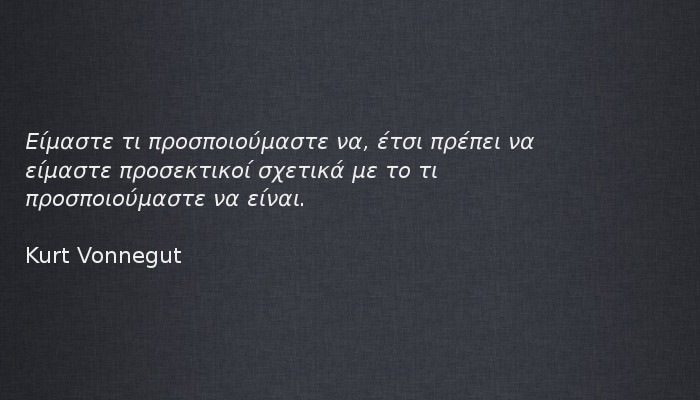 Είμαστε τι προσποιούμαστε να, έτσι πρέπει να
είμαστε προσεκτικοί σχετικά με το τι
προσποιούμαστε να είναι.
Kurt Vonnegut